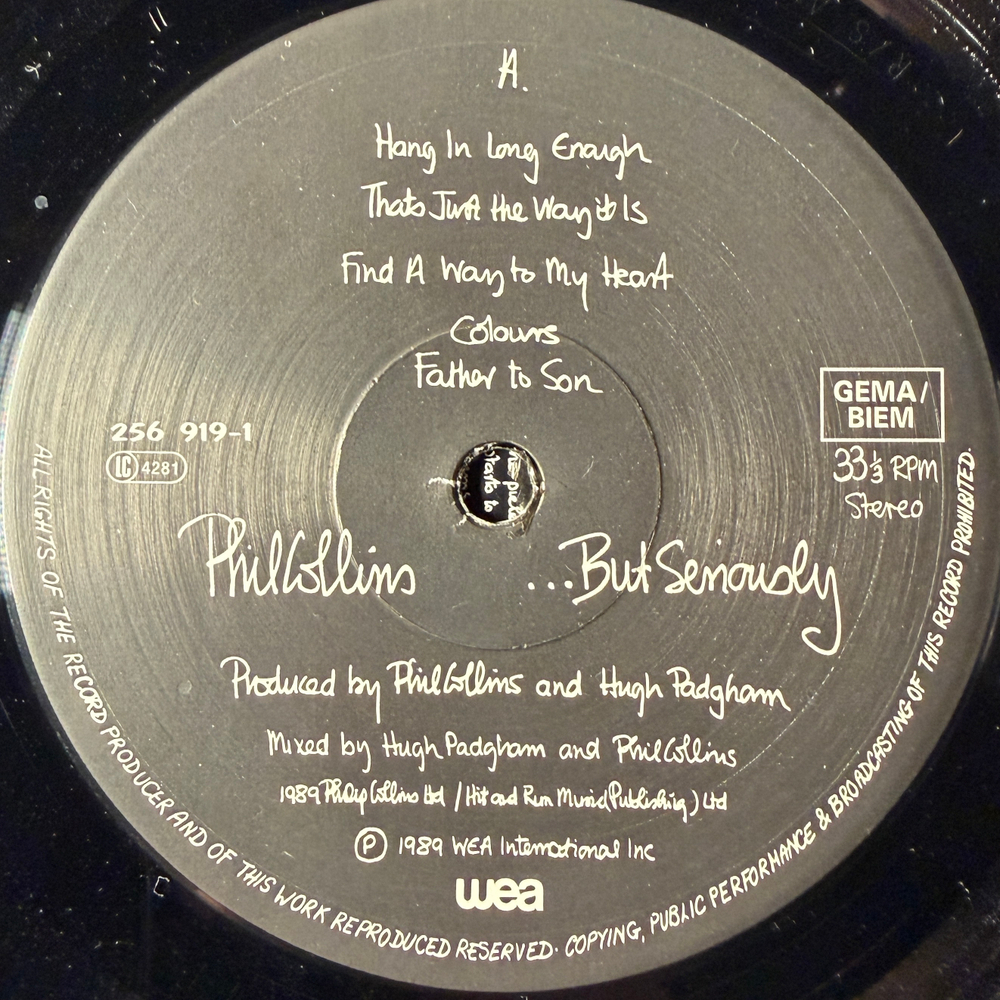 A.
Hang In Long Enough
Thats Just the Way it Is
Find A Way to My Heart
Colours
Father to Son
256 919-1
LC 4281
GEMA/
BIEM
33⅓ RPM
Stereo
Phil Collins
...But Seriously
Produced by Phil Collins and Hugh Padgham
Mixed by Hugh Padgham and Phil Collins
1989 Philip Collins Ltd / Hit and Run Music (Publishing) Ltd
Ⓟ 1989 WEA International Inc
wea
ALL RIGHTS OF THE RECORD PRODUCER AND OF THIS WORK REPRODUCED RESERVED. COPYING, PUBLIC PERFORMANCE & BROADCASTING OF THIS RECORD PROHIBITED.